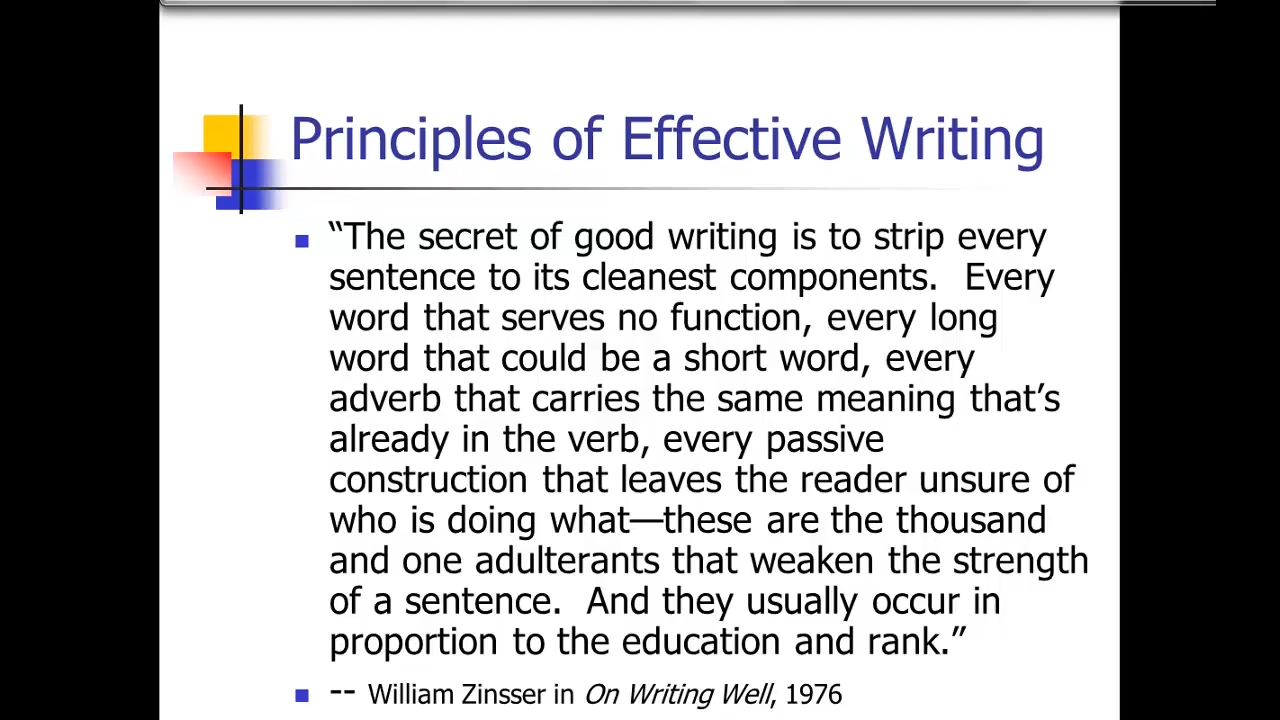 Principles of Effective Writing
“The secret of good writing is to strip every
sentence to its cleanest components.  Every
word that serves no function, every long
word that could be a short word, every
adverb that carries the same meaning that’s
already in the verb, every passive
construction that leaves the reader unsure of
who is doing what—these are the thousand
and one adulterants that weaken the strength
of a sentence.  And they usually occur in
proportion to the education and rank.”
-- William Zinsser in On Writing Well, 1976